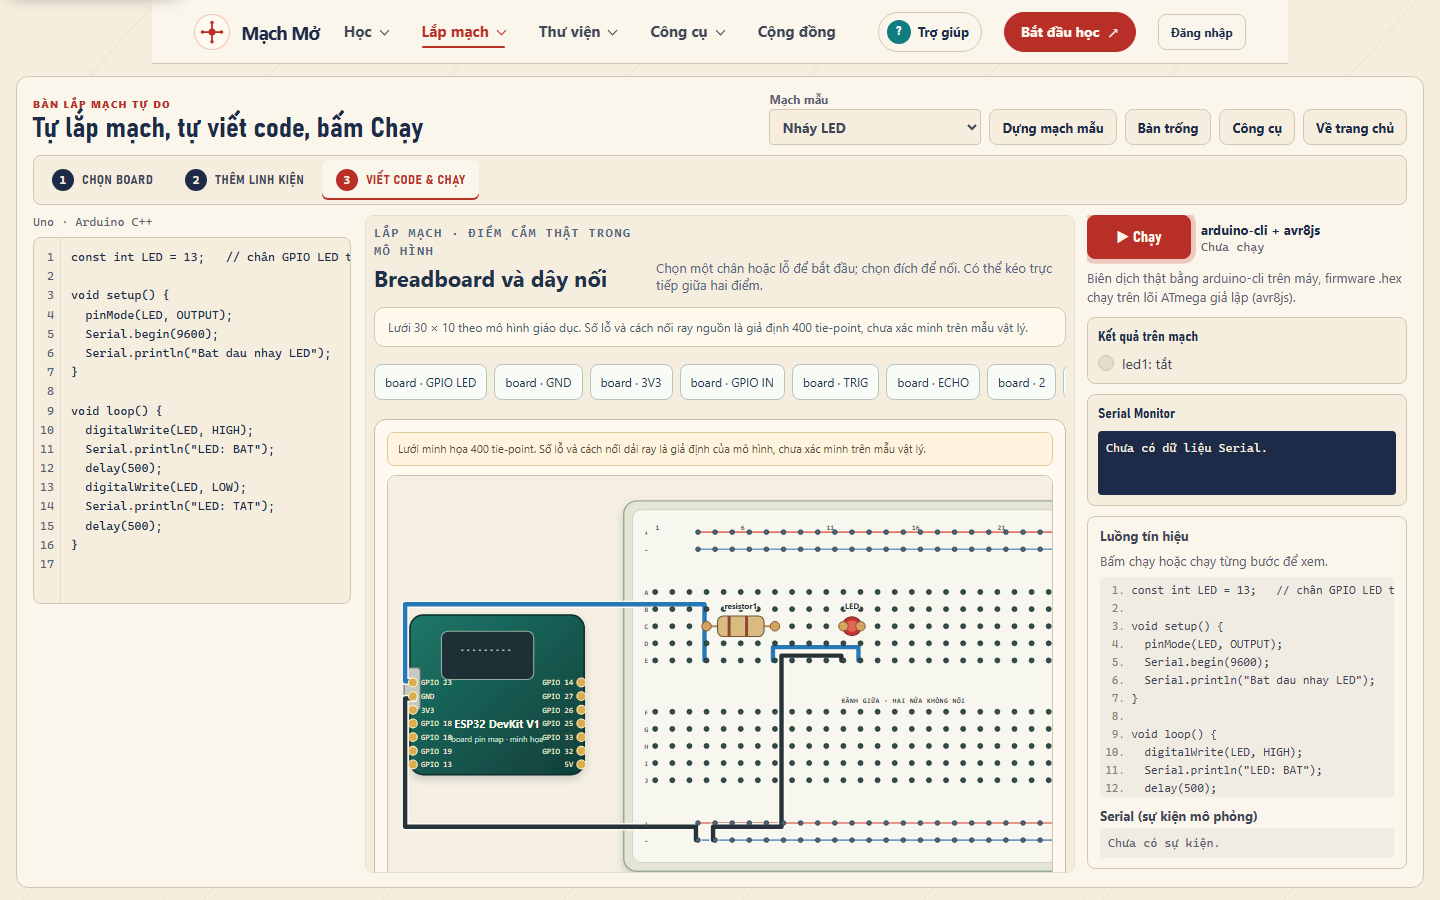 Mạch Mở
Học
Lắp mạch
Thư viện
Công cụ
Cộng đồng
? Trợ giúp
Bắt đầu học ↗
Đăng nhập
BÀN LẮP MẠCH TỰ DO
Tự lắp mạch, tự viết code, bấm Chạy
Mạch mẫu
Nháy LED
Dựng mạch mẫu
Bàn trống
Công cụ
Về trang chủ
1 CHỌN BOARD
2 THÊM LINH KIỆN
3 VIẾT CODE & CHẠY
Uno · Arduino C++
1 const int LED = 13;   // chân GPIO LED t
2
3 void setup() {
4   pinMode(LED, OUTPUT);
5   Serial.begin(9600);
6   Serial.println("Bat dau nhay LED");
7 }
8
9 void loop() {
10   digitalWrite(LED, HIGH);
11   Serial.println("LED: BAT");
12   delay(500);
13   digitalWrite(LED, LOW);
14   Serial.println("LED: TAT");
15   delay(500);
16 }
17
LẮP MẠCH · ĐIỂM CẮM THẬT TRONG
MÔ HÌNH
Breadboard và dây nối
Chọn một chân hoặc lỗ để bắt đầu; chọn đích để nối. Có thể kéo trực
tiếp giữa hai điểm.
Lưới 30 × 10 theo mô hình giáo dục. Số lỗ và cách nối ray nguồn là giả định 400 tie-point, chưa xác minh trên mẫu vật lý.
board · GPIO LED
board · GND
board · 3V3
board · GPIO IN
board · TRIG
board · ECHO
board · 2
Lưới minh họa 400 tie-point. Số lỗ và cách nối dải ray là giả định của mô hình, chưa xác minh trên mẫu vật lý.
1 6 11 16 21
+
−
A
B
C
D
E
resistor1
LED
RÃNH GIỮA - HAI NỬA KHÔNG NỐI
F
G
H
I
J
+
−
GPIO 23 GPIO 14
GND GPIO 27
3V3 GPIO 26
GPIO 18 ESP32 DevKit V1 GPIO 25
GPIO 18 board pin map - minh họa GPIO 33
GPIO 19 GPIO 32
GPIO 13 5V
▶ Chạy
arduino-cli + avr8js
Chưa chạy
Biên dịch thật bằng arduino-cli trên máy, firmware .hex
chạy trên lõi ATmega giả lập (avr8js).
Kết quả trên mạch
led1: tắt
Serial Monitor
Chưa có dữ liệu Serial.
Luồng tín hiệu
Bấm chạy hoặc chạy từng bước để xem.
1. const int LED = 13;   // chân GPIO LED t
2.
3. void setup() {
4.   pinMode(LED, OUTPUT);
5.   Serial.begin(9600);
6.   Serial.println("Bat dau nhay LED");
7. }
8.
9. void loop() {
10.   digitalWrite(LED, HIGH);
11.   Serial.println("LED: BAT");
12.   delay(500);
Serial (sự kiện mô phỏng)
Chưa có sự kiện.